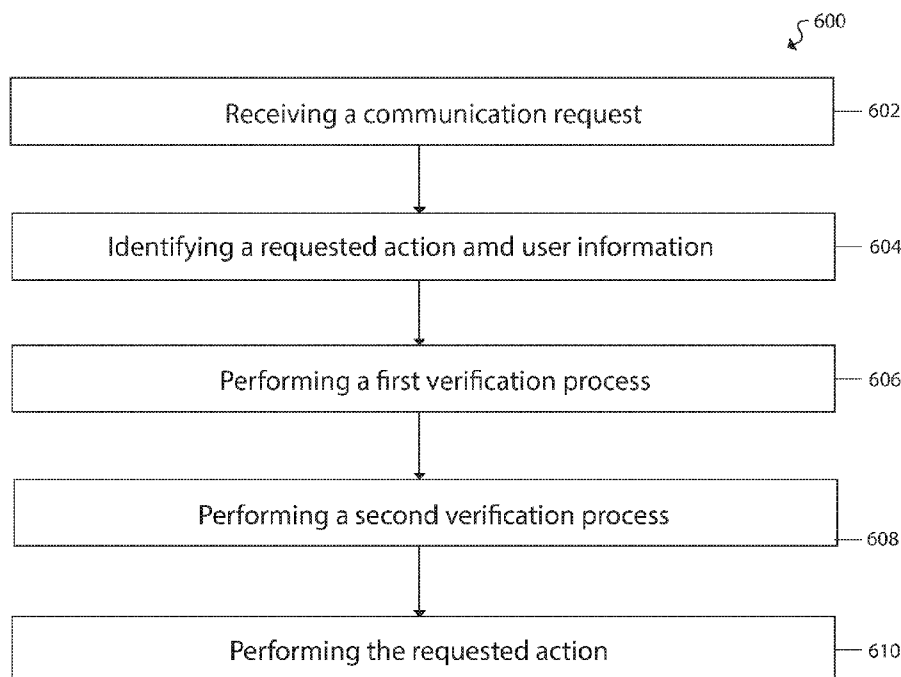 600
Receiving a communication request
602
Identifying a requested action amd user information
604
Performing a first verification process
606
Performing a second verification process
608
Performing the requested action
610